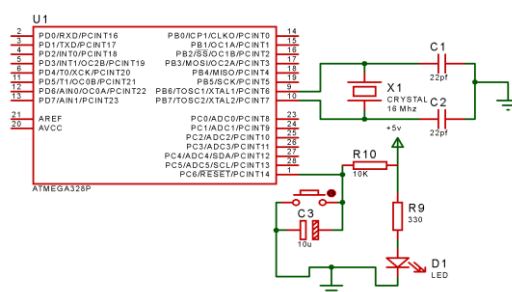 U1
2 PD0/RXD/PCINT16
3 PD1/TXD/PCINT17
4 PD2/INT0/PCINT18
5 PD3/INT1/OC2B/PCINT19
6 PD4/T0/XCK/PCINT20
11 PD5/T1/OC0B/PCINT21
12 PD6/AIN0/OC0A/PCINT22
13 PD7/AIN1/PCINT23
21 AREF
20 AVCC
PB0/ICP1/CLKO/PCINT0 14
PB1/OC1A/PCINT1 15
PB2/SS/OC1B/PCINT2 16
PB3/MOSI/OC2A/PCINT3 17
PB4/MISO/PCINT4 18
PB5/SCK/PCINT5 19
PB6/TOSC1/XTAL1/PCINT6 9
PB7/TOSC2/XTAL2/PCINT7 10
PC0/ADC0/PCINT8 23
PC1/ADC1/PCINT9 24
PC2/ADC2/PCINT10 25
PC3/ADC3/PCINT11 26
PC4/ADC4/SDA/PCINT12 27
PC5/ADC5/SCL/PCINT13 28
PC6/RESET/PCINT14 1
ATMEGA328P
C1
22pf
X1
CRYSTAL
16 Mhz
C2
22pf
+5v
R10
10K
C3
10u
R9
330
D1
LED